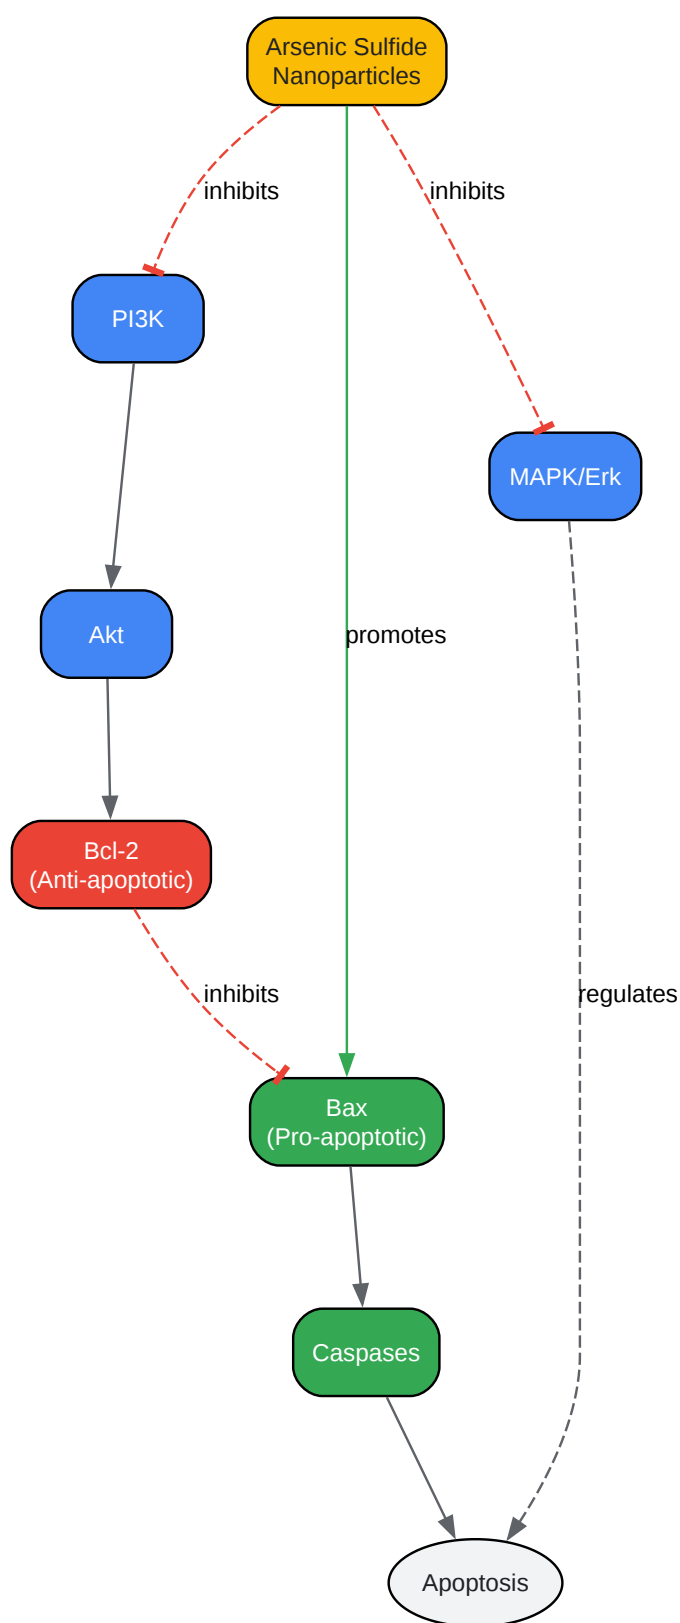 Arsenic Sulfide
Nanoparticles
inhibits
inhibits
PI3K
MAPK/Erk
Akt
promotes
Bcl-2
(Anti-apoptotic)
inhibits
regulates
Bax
(Pro-apoptotic)
Caspases
Apoptosis